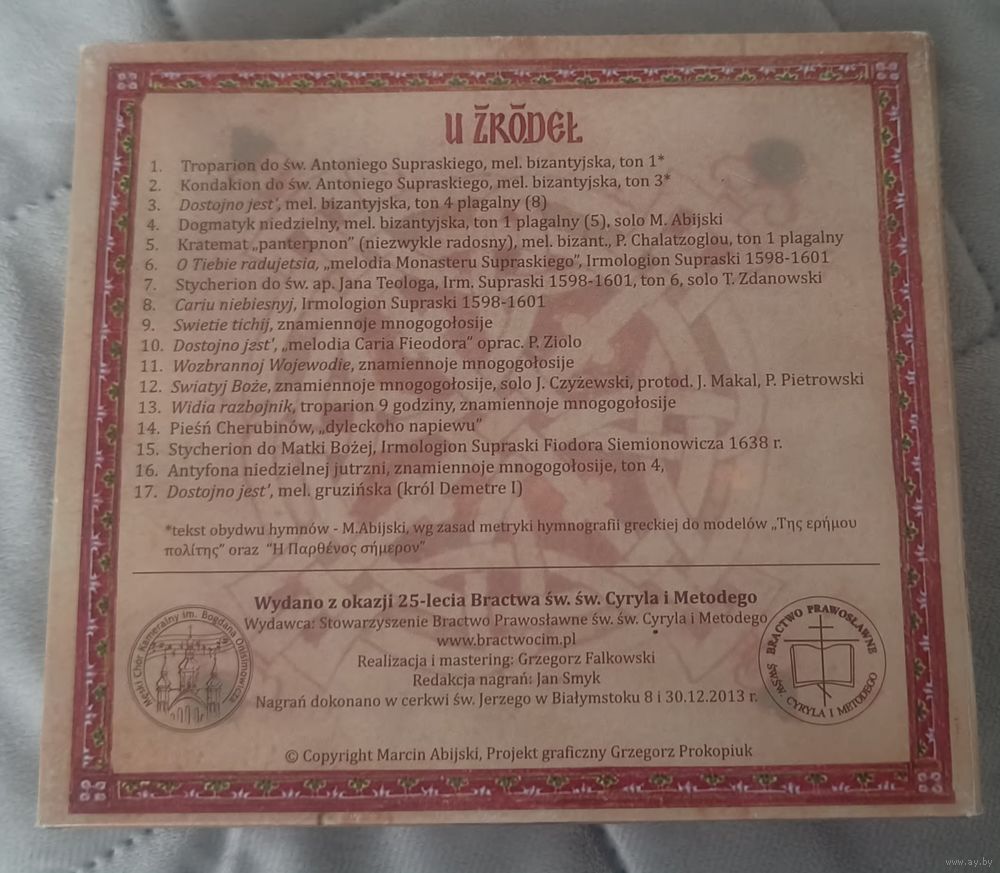 U ŹRÓDEŁ
1. Troparion do św. Antoniego Supraskiego, mel. bizantyjska, ton 1*
2. Kondakion do św. Antoniego Supraskiego, mel. bizantyjska, ton 3*
3. Dostojno jest', mel. bizantyjska, ton 4 plagalny (8)
4. Dogmatyk niedzielny, mel. bizantyjska, ton 1 plagalny (5), solo M. Abijski
5. Kratemat „panterpnon” (niezwykle radosny), mel. bizant., P. Chalatzoglou, ton 1 plagalny
6. O Tiebie radujetsia, „melodia Monasteru Supraskiego”, Irmologion Supraski 1598-1601
7. Stycherion do św. ap. Jana Teologa, Irm. Supraski 1598-1601, ton 6, solo T. Zdanowski
8. Cariu niebiesnyj, Irmologion Supraski 1598-1601
9. Swietie tichij, znamiennoje mnogogołosije
10. Dostojno jest', „melodia Caria Fieodora” oprac. P. Ziolo
11. Wozbrannoj Wojewodie, znamiennoje mnogogołosije
12. Swiatyj Boże, znamiennoje mnogogołosije, solo J. Czyżewski, protod. J. Makal, P. Pietrowski
13. Widia razbojnik, troparion 9 godziny, znamiennoje mnogogołosije
14. Pieśń Cherubinów, „dyleckoho napiewu”
15. Stycherion do Matki Bożej, Irmologion Supraski Fiodora Siemionowicza 1638 r.
16. Antyfona niedzielnej jutrzni, znamiennoje mnogogołosije, ton 4,
17. Dostojno jest', mel. gruzińska (król Demetre I)
*tekst obydwu hymnów - M.Abijski, wg zasad metryki hymnografii greckiej do modelów „Της ερήμου
πολίτης” oraz “Η Παρθένος σήμερον”
Wydano z okazji 25-lecia Bractwa św. św. Cyryla i Metodego
Wydawca: Stowarzyszenie Bractwo Prawosławne św. św. Cyryla i Metodego
www.bractwocim.pl
Realizacja i mastering: Grzegorz Falkowski
Redakcja nagrań: Jan Smyk
Nagrań dokonano w cerkwi św. Jerzego w Białymstoku 8 i 30.12.2013 r.
Męski Chór Kameralny im. Bogdana Onisimowicza
BRACTWO PRAWOSŁAWNE
ŚW.ŚW. CYRYLA I METODEGO
© Copyright Marcin Abijski, Projekt graficzny Grzegorz Prokopiuk
www.ay.by